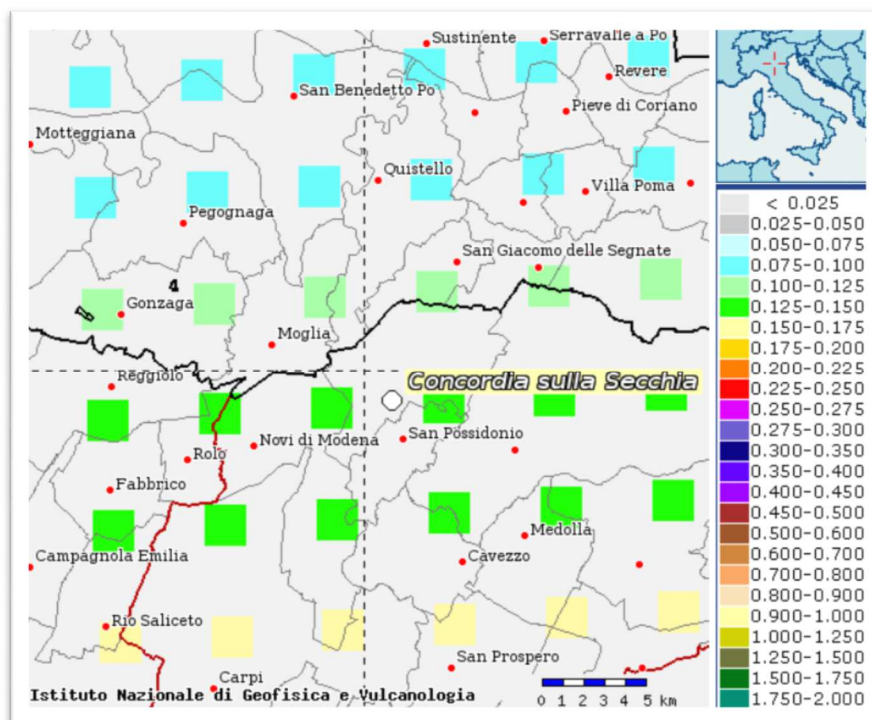 Sustinente
Serravalle a Po
Revere
San Benedetto Po
Pieve di Coriano
Motteggiana
Quistello
Villa Poma
Pegognaga
San Giacomo delle Segnate
4
Gonzaga
Moglia
Reggiolo
Concordia sulla Secchia
Novi di Modena
San Possidonio
Rolo
Fabbrico
Medolla
Campagnola Emilia
Cavezzo
Rio Saliceto
San Prospero
Carpi
Istituto Nazionale di Geofisica e Vulcanologia
0 1 2 3 4 5 km
< 0.025
0.025-0.050
0.050-0.075
0.075-0.100
0.100-0.125
0.125-0.150
0.150-0.175
0.175-0.200
0.200-0.225
0.225-0.250
0.250-0.275
0.275-0.300
0.300-0.350
0.350-0.400
0.400-0.450
0.450-0.500
0.500-0.600
0.600-0.700
0.700-0.800
0.800-0.900
0.900-1.000
1.000-1.250
1.250-1.500
1.500-1.750
1.750-2.000